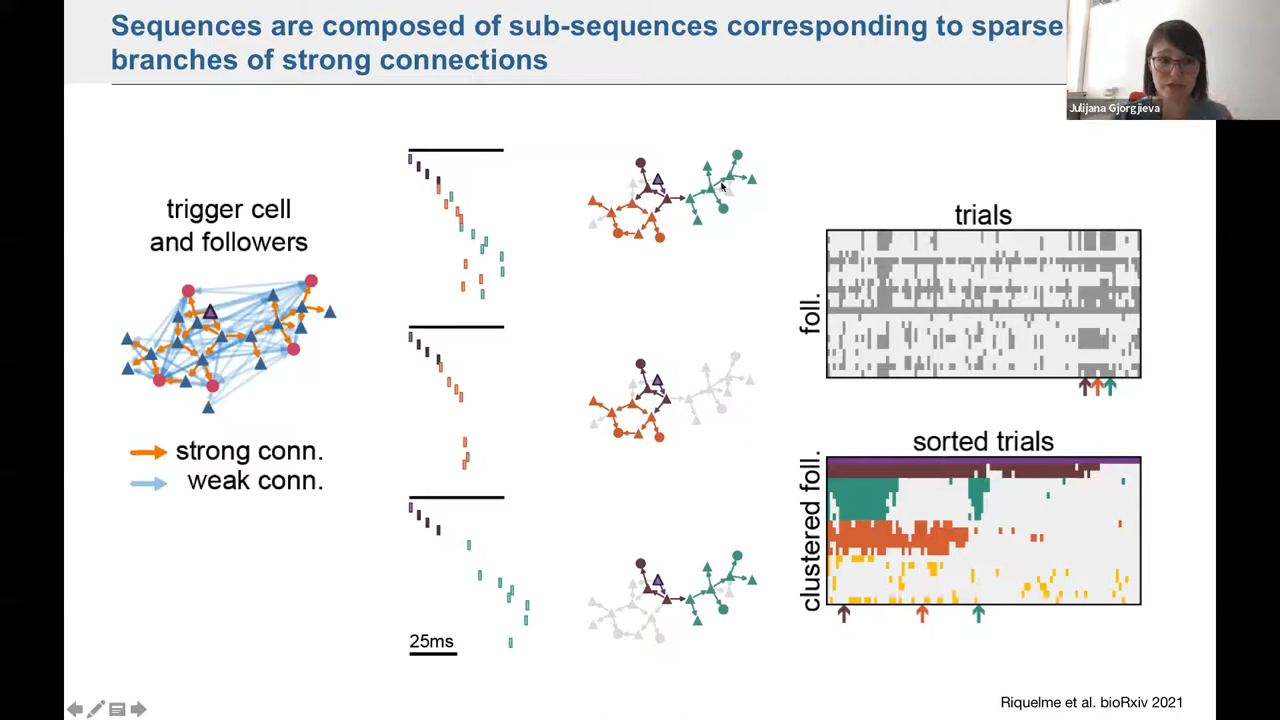 Sequences are composed of sub-sequences corresponding to sparse
branches of strong connections
Julijana Gjorgjieva
trigger cell
and followers
strong conn.
weak conn.
25ms
trials
foll.
sorted trials
clustered foll.
Riquelme et al. bioRxiv 2021